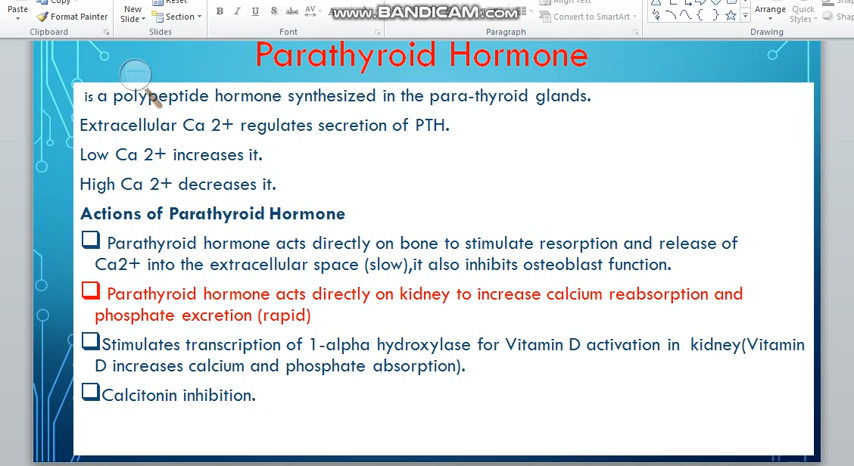 Copy
Reset
Paste
New
Format Painter
Slide
Section
Clipboard
Slides
B I U S abc AV
Font
Paragraph
Align Text
Convert to SmartArt
Arrange
Quick
Styles
Drawing
www.BANDICAM.com
Parathyroid Hormone
is a polypeptide hormone synthesized in the para-thyroid glands.
Extracellular Ca 2+ regulates secretion of PTH.
Low Ca 2+ increases it.
High Ca 2+ decreases it.
Actions of Parathyroid Hormone
Parathyroid hormone acts directly on bone to stimulate resorption and release of
Ca2+ into the extracellular space (slow),it also inhibits osteoblast function.
Parathyroid hormone acts directly on kidney to increase calcium reabsorption and
phosphate excretion (rapid)
Stimulates transcription of 1-alpha hydroxylase for Vitamin D activation in kidney(Vitamin
D increases calcium and phosphate absorption).
Calcitonin inhibition.